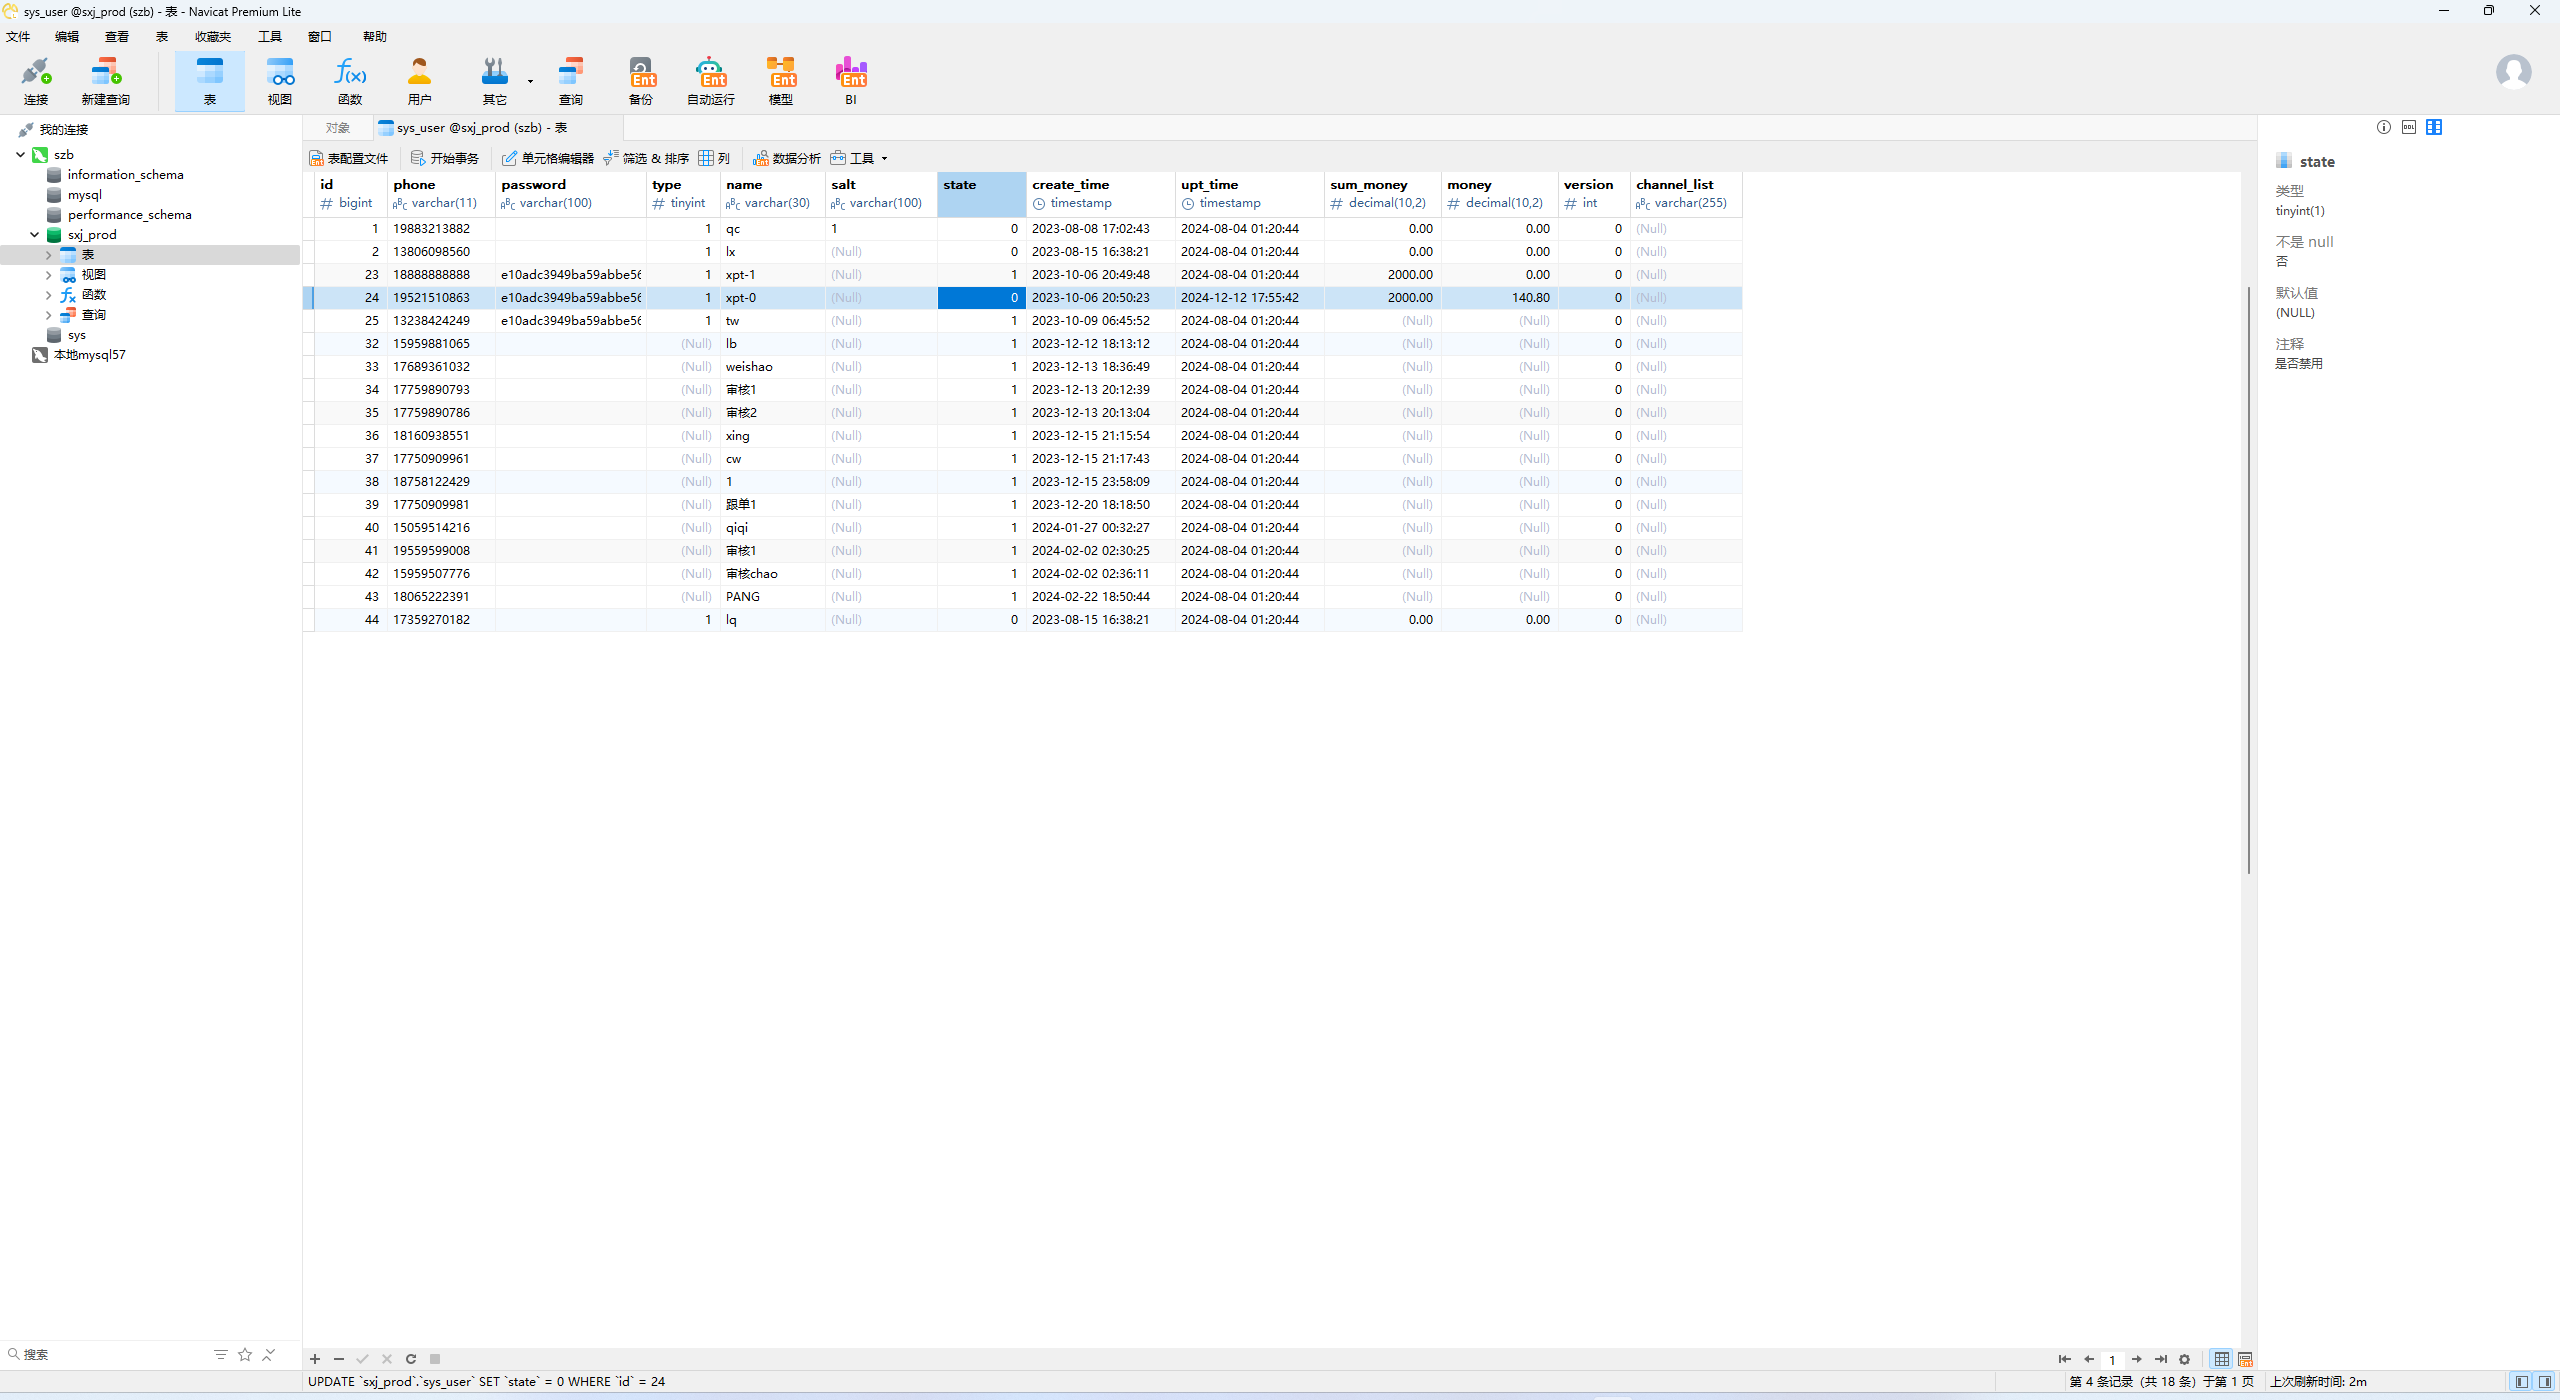 sys_user @sxj_prod (szb) - 表 - Navicat Premium Lite
文件 编辑 查看 表 收藏夹 工具 窗口 帮助
Ent Ent Ent Ent
连接 新建查询 表 视图 函数 用户 其它 查询 备份 自动运行 模型 BI
我的连接
szb
information_schema
mysql
performance_schema
sxj_prod
表
视图
函数
查询
sys
本地mysql57
搜索
对象 sys_user @sxj_prod (szb) - 表
表配置文件 开始事务 单元格编辑器 筛选 & 排序 列 数据分析 工具
id phone password type name salt state create_time upt_time sum_money money version channel_list
# bigint varchar(11) varchar(100) # tinyint varchar(30) varchar(100) timestamp timestamp # decimal(10,2) # decimal(10,2) # int varchar(255)
1 19883213882 1 qc 1 0 2023-08-08 17:02:43 2024-08-04 01:20:44 0.00 0.00 0 (Null)
2 13806098560 1 lx (Null) 0 2023-08-15 16:38:21 2024-08-04 01:20:44 0.00 0.00 0 (Null)
23 18888888888 e10adc3949ba59abbe56 1 xpt-1 (Null) 1 2023-10-06 20:49:48 2024-08-04 01:20:44 2000.00 0.00 0 (Null)
24 19521510863 e10adc3949ba59abbe56 1 xpt-0 (Null) 0 2023-10-06 20:50:23 2024-12-12 17:55:42 2000.00 140.80 0 (Null)
25 13238424249 e10adc3949ba59abbe56 1 tw (Null) 1 2023-10-09 06:45:52 2024-08-04 01:20:44 (Null) (Null) 0 (Null)
32 15959881065 (Null) lb (Null) 1 2023-12-12 18:13:12 2024-08-04 01:20:44 (Null) (Null) 0 (Null)
33 17689361032 (Null) weishao (Null) 1 2023-12-13 18:36:49 2024-08-04 01:20:44 (Null) (Null) 0 (Null)
34 17759890793 (Null) 审核1 (Null) 1 2023-12-13 20:12:39 2024-08-04 01:20:44 (Null) (Null) 0 (Null)
35 17759890786 (Null) 审核2 (Null) 1 2023-12-13 20:13:04 2024-08-04 01:20:44 (Null) (Null) 0 (Null)
36 18160938551 (Null) xing (Null) 1 2023-12-15 21:15:54 2024-08-04 01:20:44 (Null) (Null) 0 (Null)
37 17750909961 (Null) cw (Null) 1 2023-12-15 21:17:43 2024-08-04 01:20:44 (Null) (Null) 0 (Null)
38 18758122429 (Null) 1 (Null) 1 2023-12-15 23:58:09 2024-08-04 01:20:44 (Null) (Null) 0 (Null)
39 17750909981 (Null) 跟单1 (Null) 1 2023-12-20 18:18:50 2024-08-04 01:20:44 (Null) (Null) 0 (Null)
40 15059514216 (Null) qiqi (Null) 1 2024-01-27 00:32:27 2024-08-04 01:20:44 (Null) (Null) 0 (Null)
41 19559599008 (Null) 审核1 (Null) 1 2024-02-02 02:30:25 2024-08-04 01:20:44 (Null) (Null) 0 (Null)
42 15959507776 (Null) 审核chao (Null) 1 2024-02-02 02:36:11 2024-08-04 01:20:44 (Null) (Null) 0 (Null)
43 18065222391 (Null) PANG (Null) 1 2024-02-22 18:50:44 2024-08-04 01:20:44 (Null) (Null) 0 (Null)
44 17359270182 1 lq (Null) 0 2023-08-15 16:38:21 2024-08-04 01:20:44 0.00 0.00 0 (Null)
state
类型
tinyint(1)
不是 null
否
默认值
(NULL)
注释
是否禁用
1
UPDATE `sxj_prod`.`sys_user` SET `state` = 0 WHERE `id` = 24
第 4 条记录 (共 18 条) 于第 1 页
上次刷新时间: 2m